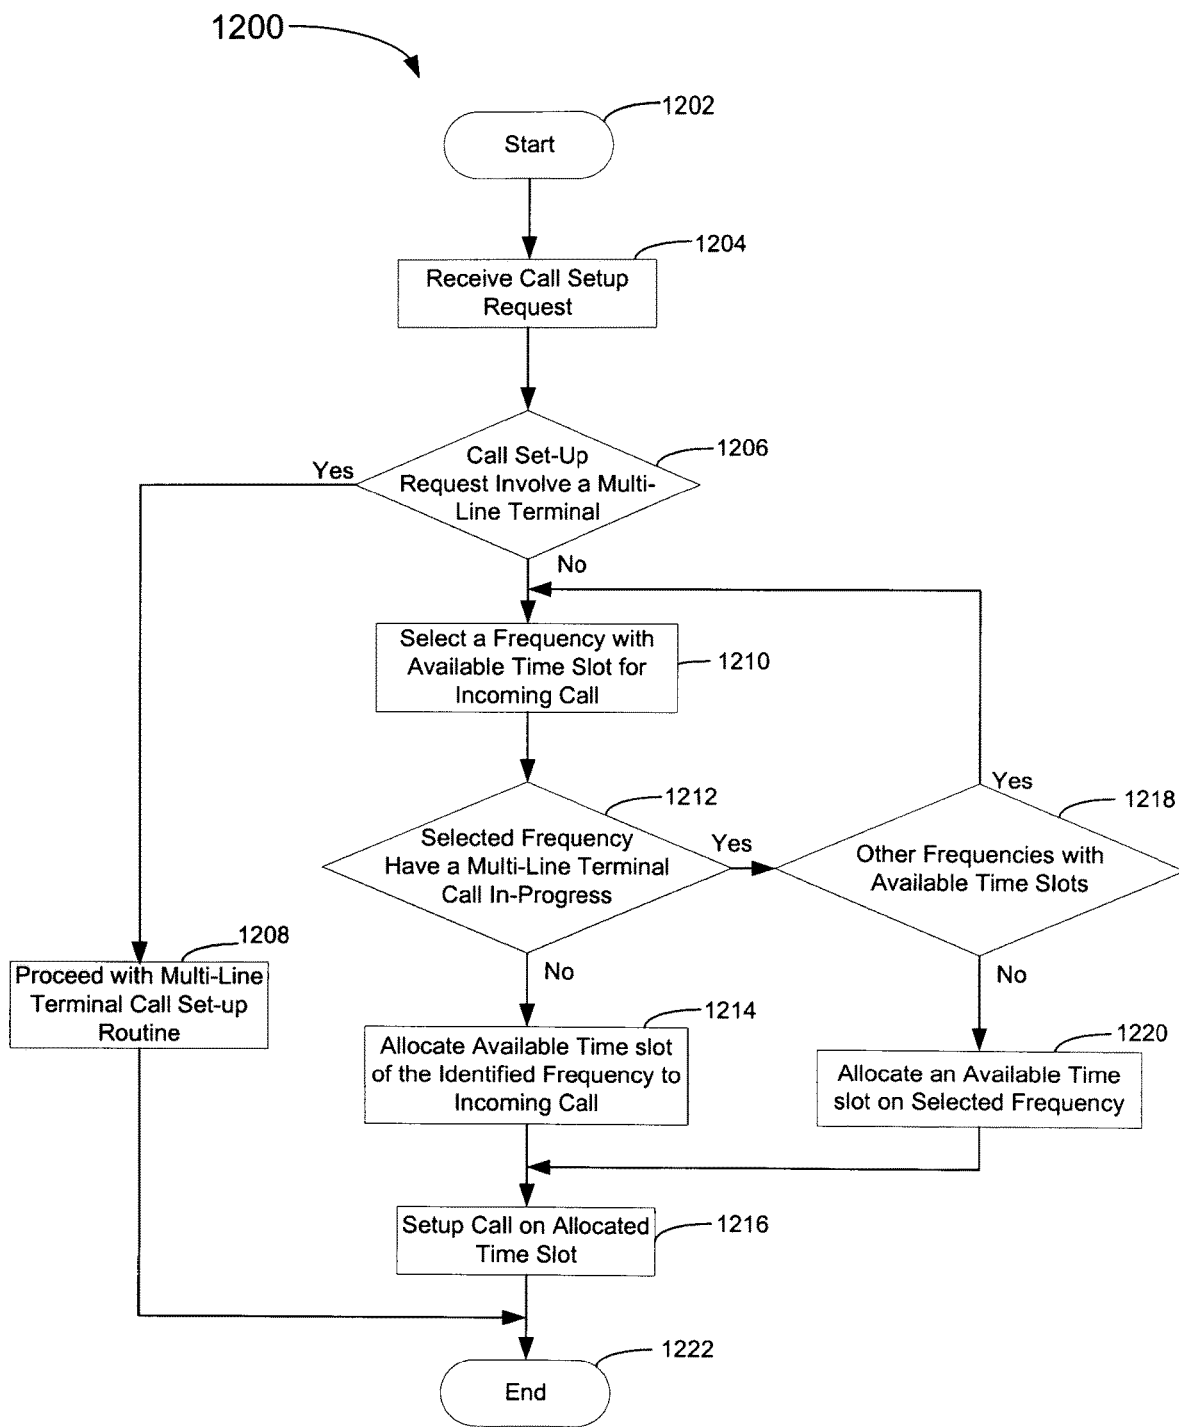 1200
1202
Start
1204
Receive Call Setup
Request
1206
Call Set-Up
Request Involve a Multi-
Line Terminal
Yes
No
Select a Frequency with
Available Time Slot for
Incoming Call
1210
1212
Selected Frequency
Have a Multi-Line Terminal
Call In-Progress
Yes
Yes
1218
Other Frequencies with
Available Time Slots
1208
Proceed with Multi-Line
Terminal Call Set-up
Routine
No
No
1214
Allocate Available Time slot
of the Identified Frequency to
Incoming Call
1220
Allocate an Available Time
slot on Selected Frequency
Setup Call on Allocated
Time Slot
1216
1222
End